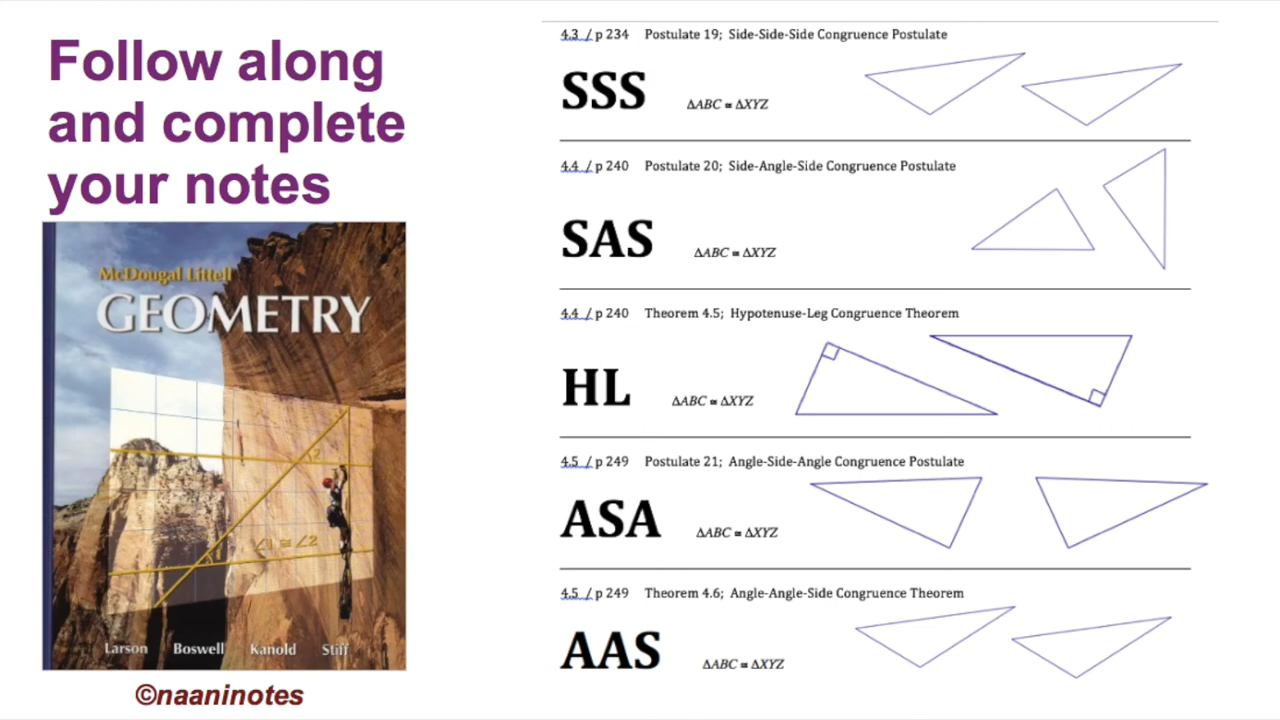 Follow along
and complete
your notes
McDougal Littell
GEOMETRY
2
1
∠1 ≅ ∠2
Larson Boswell Kanold Stiff
©naaninotes
4.3 / p 234 Postulate 19; Side-Side-Side Congruence Postulate
SSS ΔABC ≅ ΔXYZ
4.4 / p 240 Postulate 20; Side-Angle-Side Congruence Postulate
SAS ΔABC ≅ ΔXYZ
4.4 / p 240 Theorem 4.5; Hypotenuse-Leg Congruence Theorem
HL ΔABC ≅ ΔXYZ
4.5 / p 249 Postulate 21; Angle-Side-Angle Congruence Postulate
ASA ΔABC ≅ ΔXYZ
4.5 / p 249 Theorem 4.6; Angle-Angle-Side Congruence Theorem
AAS ΔABC ≅ ΔXYZ